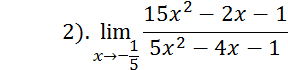 2). lim x→-1/5 (15x² − 2x − 1)/(5x² − 4x − 1)